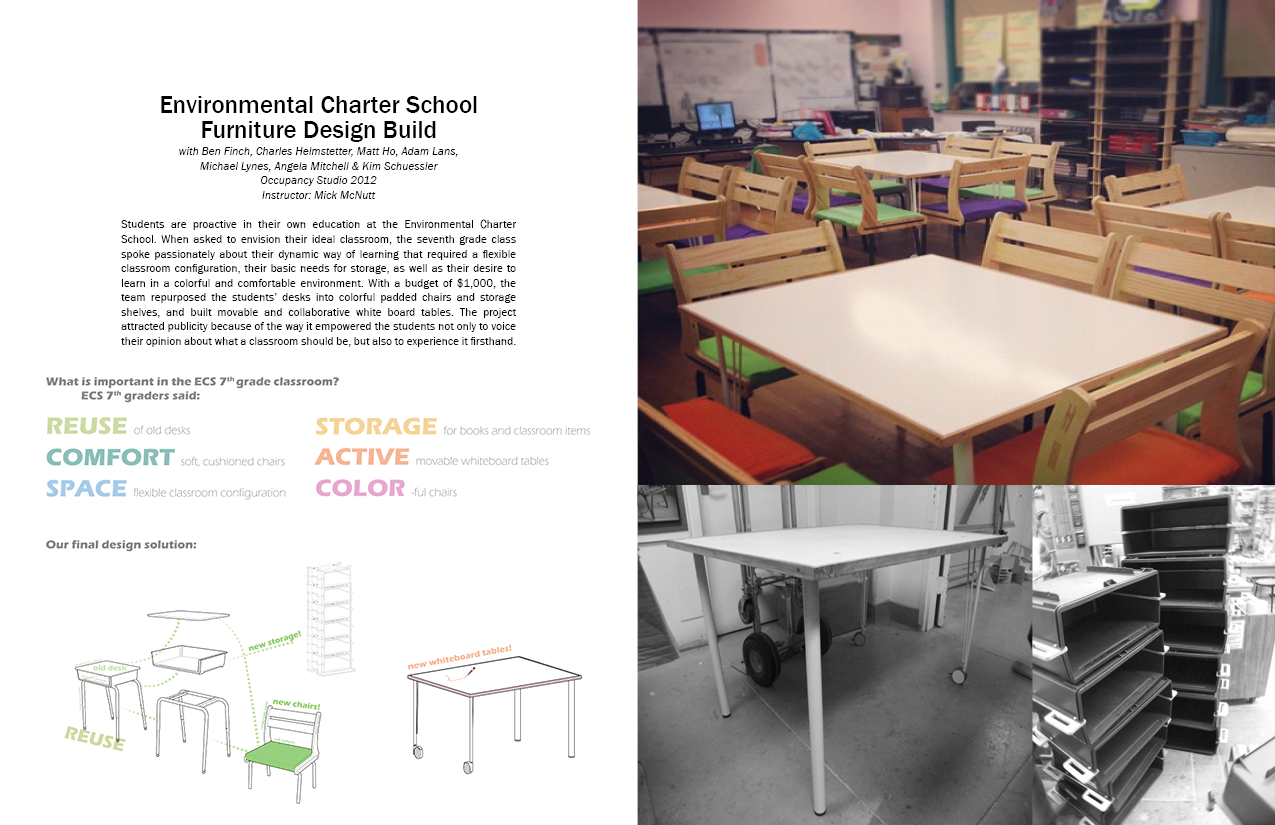 Environmental Charter School
Furniture Design Build
with Ben Finch, Charles Helmstetter, Matt Ho, Adam Lans,
Michael Lynes, Angela Mitchell & Kim Schuessler
Occupancy Studio 2012
Instructor: Mick McNutt
Students are proactive in their own education at the Environmental Charter
School. When asked to envision their ideal classroom, the seventh grade class
spoke passionately about their dynamic way of learning that required a flexible
classroom configuration, their basic needs for storage, as well as their desire to
learn in a colorful and comfortable environment. With a budget of $1,000, the
team repurposed the students' desks into colorful padded chairs and storage
shelves, and built movable and collaborative white board tables. The project
attracted publicity because of the way it empowered the students not only to voice
their opinion about what a classroom should be, but also to experience it firsthand.
What is important in the ECS 7th grade classroom?
ECS 7th graders said:
REUSE of old desks
COMFORT soft, cushioned chairs
SPACE flexible classroom configuration
STORAGE for books and classroom items
ACTIVE movable whiteboard tables
COLOR -ful chairs
Our final design solution:
old desk
REUSE
new storage!
new chairs!
new whiteboard tables!